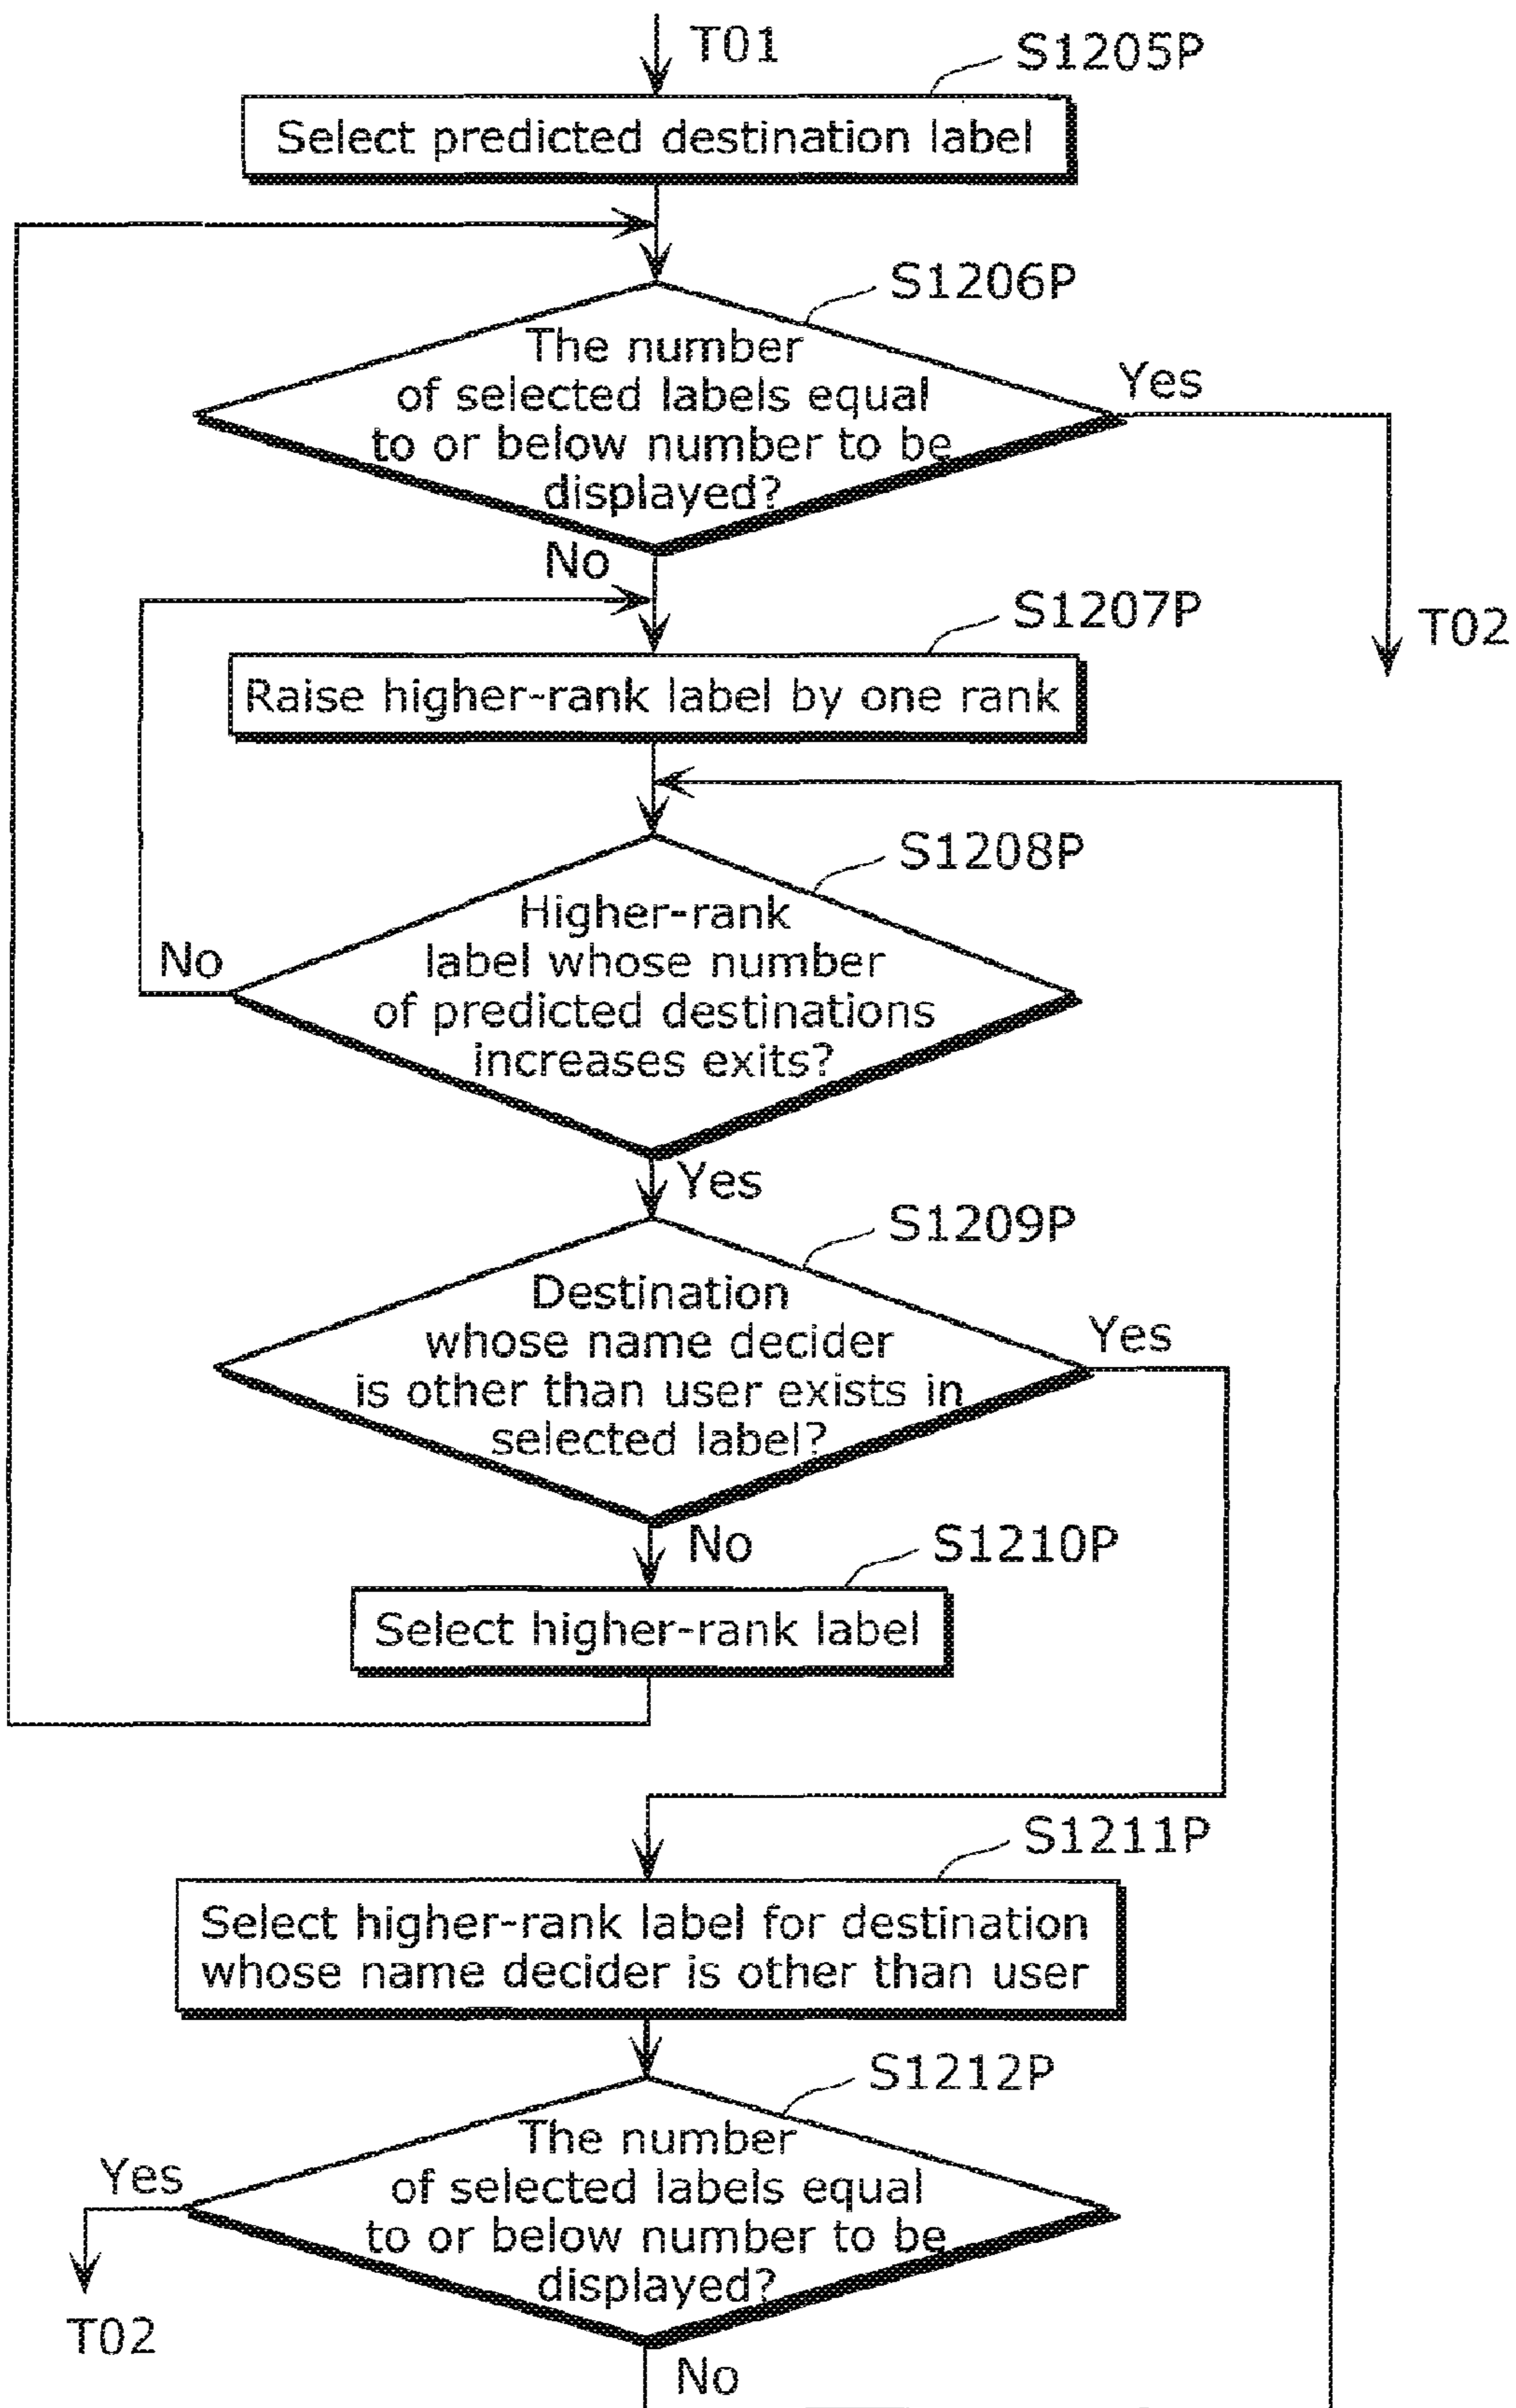 T01
S1205P
Select predicted destination label
S1206P
The number
of selected labels equal
to or below number to be
displayed?
Yes
No
T02
S1207P
Raise higher-rank label by one rank
S1208P
Higher-rank
label whose number
of predicted destinations
increases exits?
No
Yes
S1209P
Destination
whose name decider
is other than user exists in
selected label?
Yes
No
S1210P
Select higher-rank label
S1211P
Select higher-rank label for destination
whose name decider is other than user
S1212P
The number
of selected labels equal
to or below number to be
displayed?
Yes
T02
No